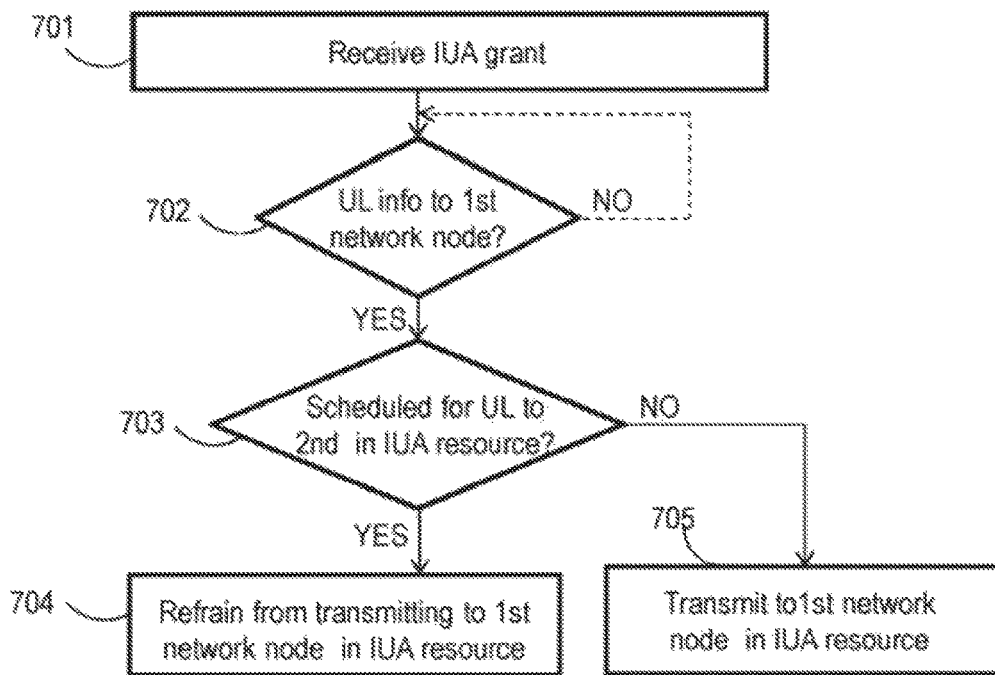 701
Receive IUA grant
702
UL info to 1st
network node?
NO
YES
703
Scheduled for UL to
2nd in IUA resource?
NO
YES
704
Refrain from transmitting to 1st
network node in IUA resource
705
Transmit to1st network
node in IUA resource